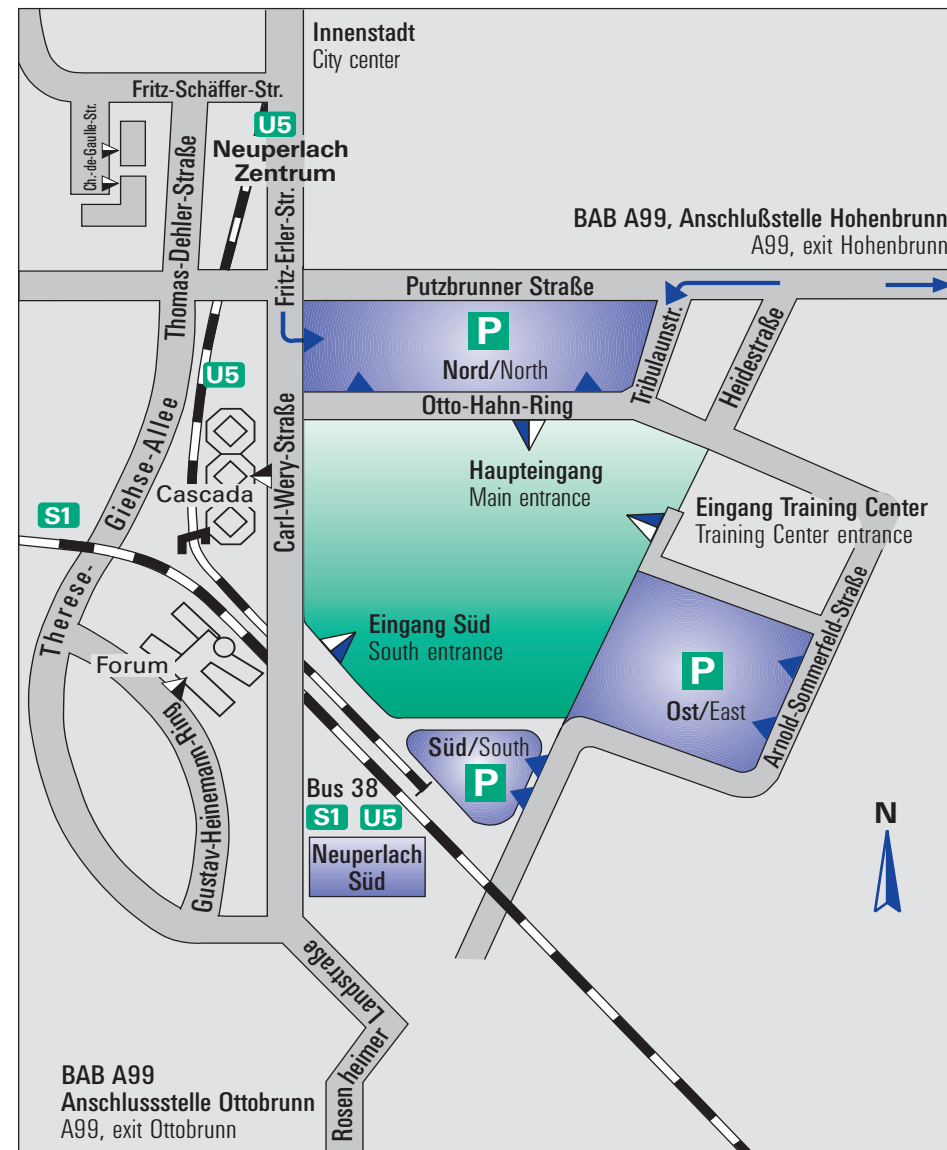 Innenstadt
City center
Fritz-Schäffer-Str.
Ch.-de-Gaulle-Str.
U5
Neuperlach
Zentrum
Thomas-Dehler-Straße
Fritz-Erler-Str.
BAB A99, Anschlußstelle Hohenbrunn
A99, exit Hohenbrunn
Putzbrunner Straße
P
Nord/North
Tribulaunstr.
Heidestraße
U5
Otto-Hahn-Ring
Carl-Wery-Straße
Haupteingang
Main entrance
Cascada
Therese-Giehse-Allee
S1
Eingang Training Center
Training Center entrance
Eingang Süd
South entrance
Arnold-Sommerfeld-Straße
Forum
P
Ost/East
Gustav-Heinemann-Ring
Süd/South
P
Bus 38
S1 U5
Neuperlach
Süd
N
Rosenheimer Landstraße
BAB A99
Anschlussstelle Ottobrunn
A99, exit Ottobrunn